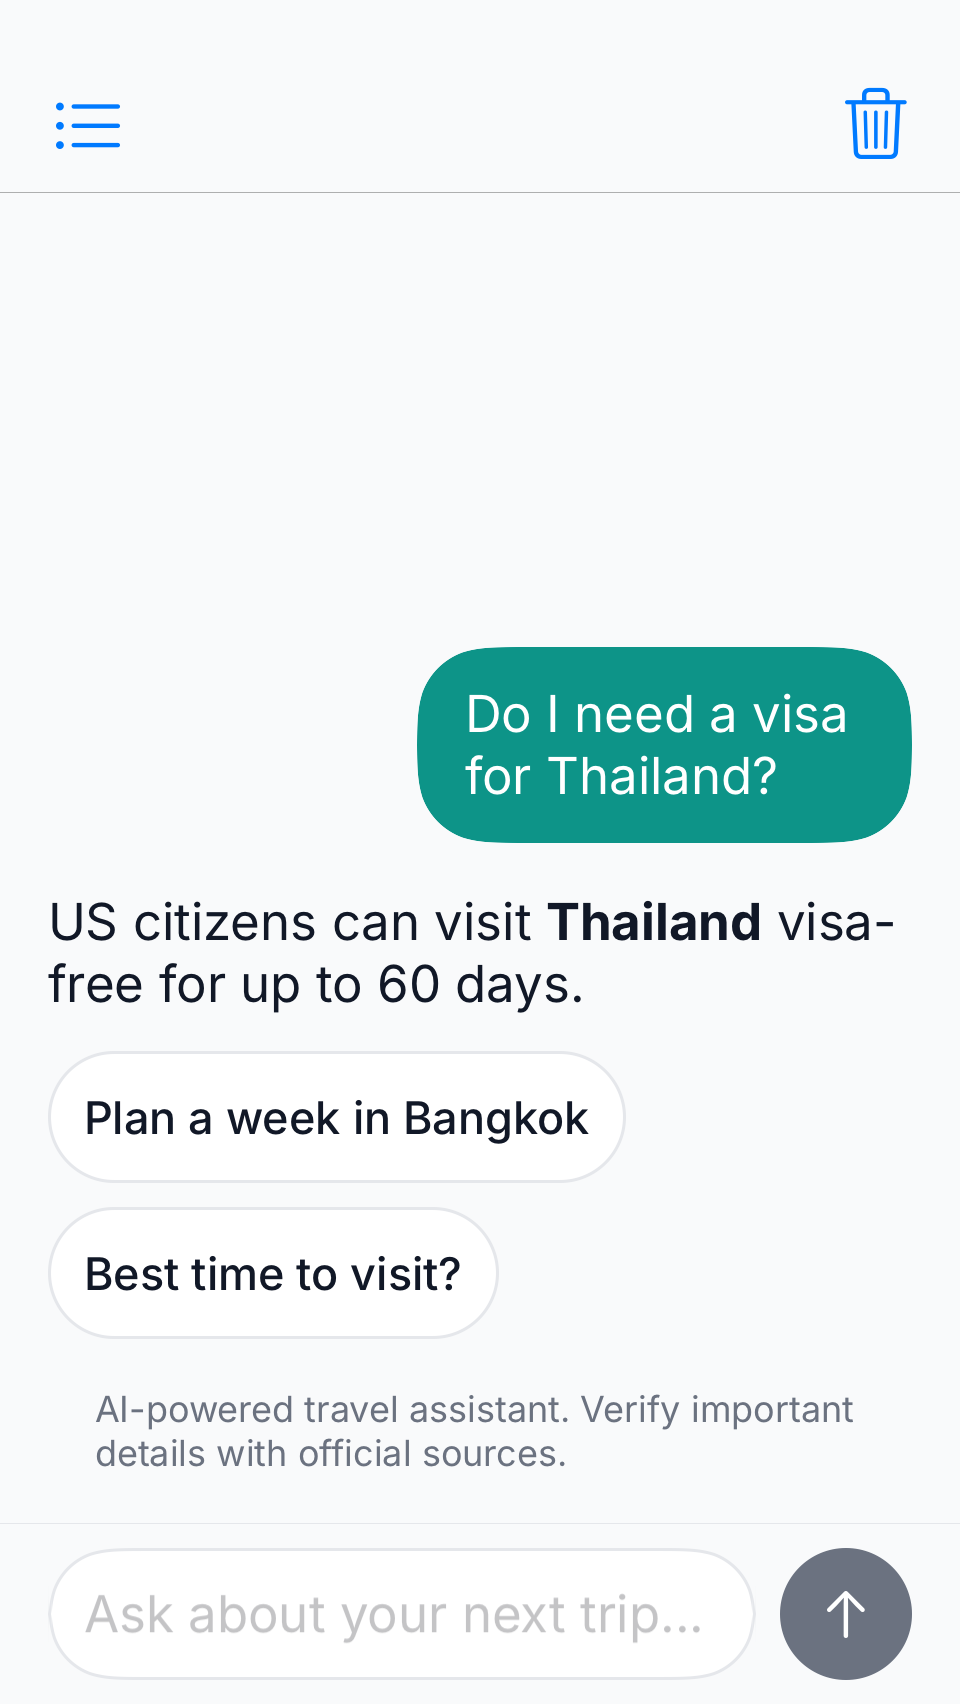 Do I need a visa
for Thailand?
US citizens can visit Thailand visa-
free for up to 60 days.
Plan a week in Bangkok
Best time to visit?
AI-powered travel assistant. Verify important
details with official sources.
Ask about your next trip...